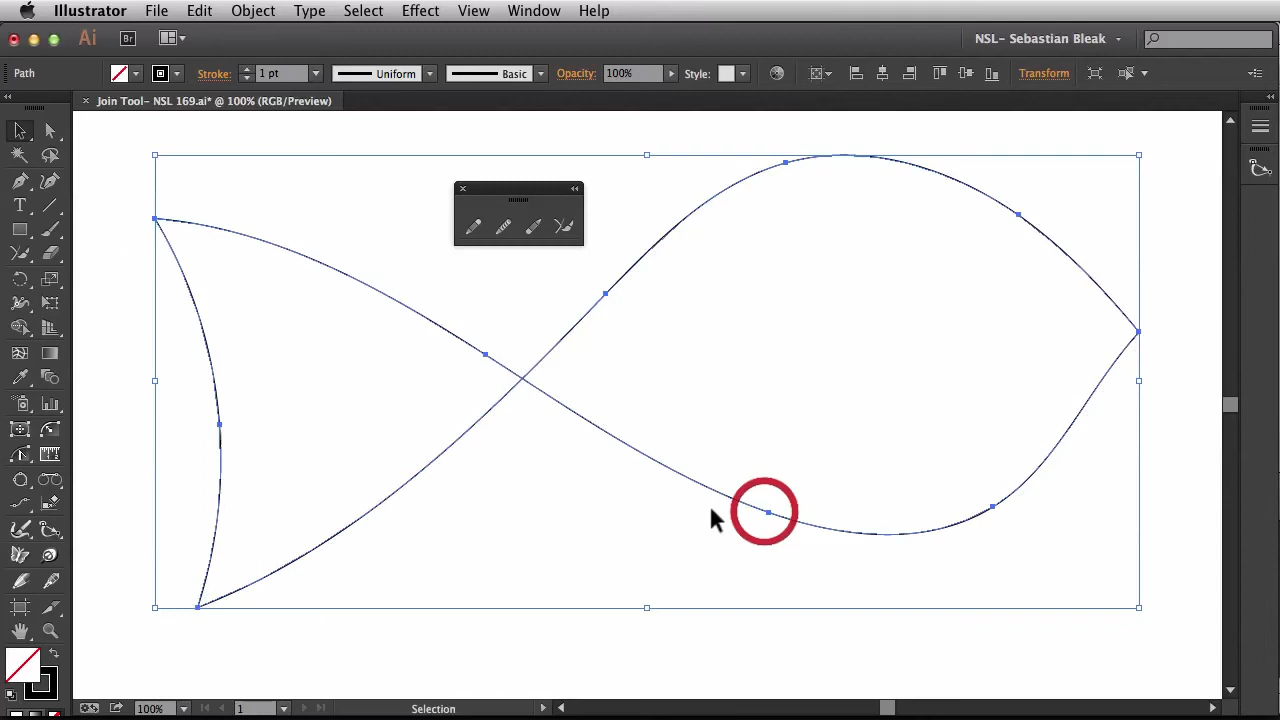 Illustrator File Edit Object Type Select Effect View Window Help
Ai Br NSL- Sebastian Bleak
Path Stroke: 1 pt Uniform Basic Opacity: 100% Style: Transform
Join Tool- NSL 169.ai* @ 100% (RGB/Preview)
T
100% 1 Selection